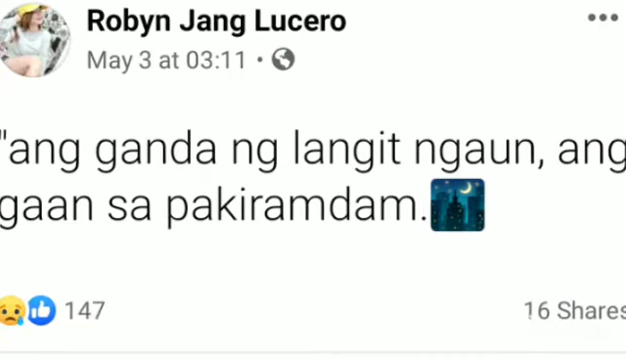 Robyn Jang Lucero
May 3 at 03:11 ·
"ang ganda ng langit ngaun, ang
gaan sa pakiramdam.🌃
147
16 Shares